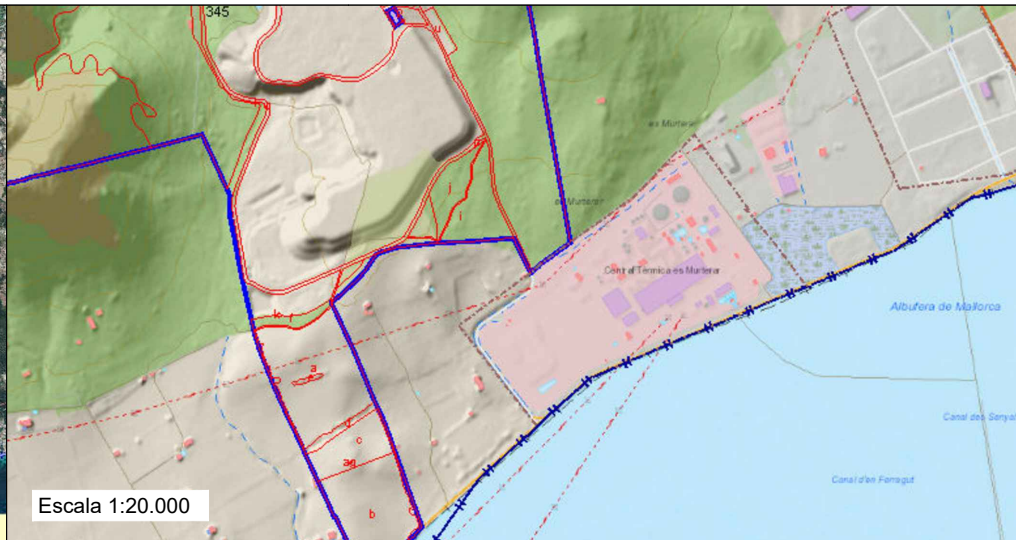 345
u
es Murterar
j
i
Central Tèrmica es Murterar
Albufera de Mallorca
k
f
a
Canal des Senyal
d
c
ag
Canal d'en Ferragut
b
Escala 1:20.000